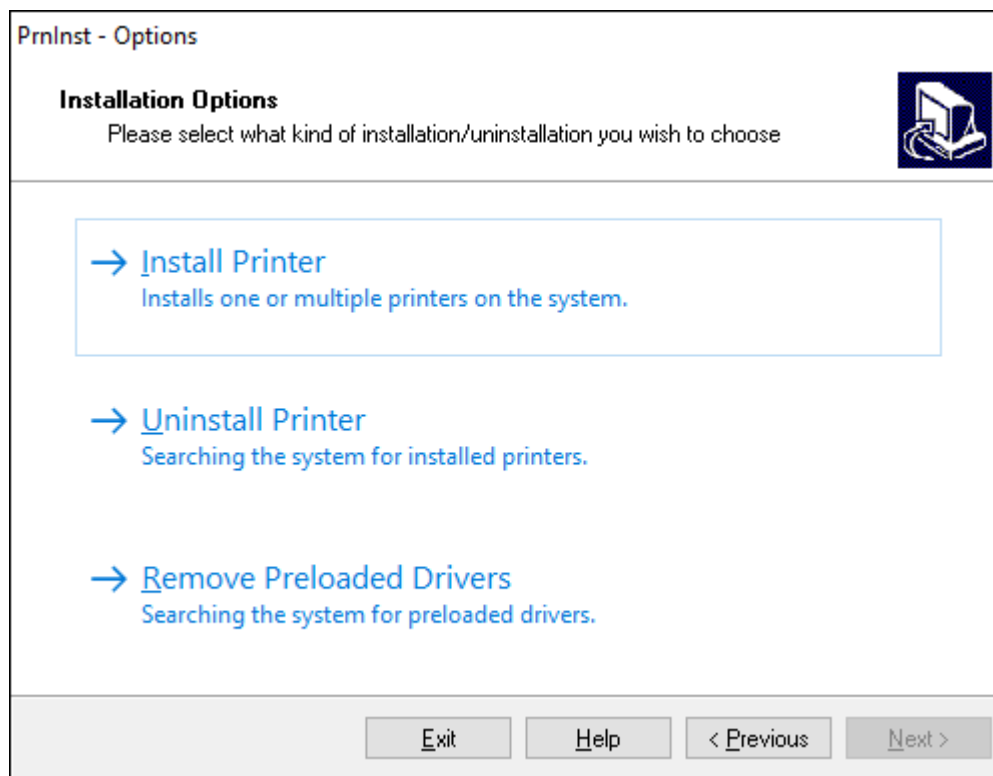 PrnInst - Options
Installation Options
Please select what kind of installation/uninstallation you wish to choose
Install Printer
Installs one or multiple printers on the system.
Uninstall Printer
Searching the system for installed printers.
Remove Preloaded Drivers
Searching the system for preloaded drivers.
Exit Help < Previous Next >